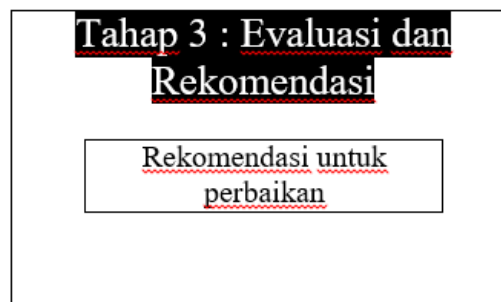 Tahap 3 : Evaluasi dan
Rekomendasi
Rekomendasi untuk
perbaikan